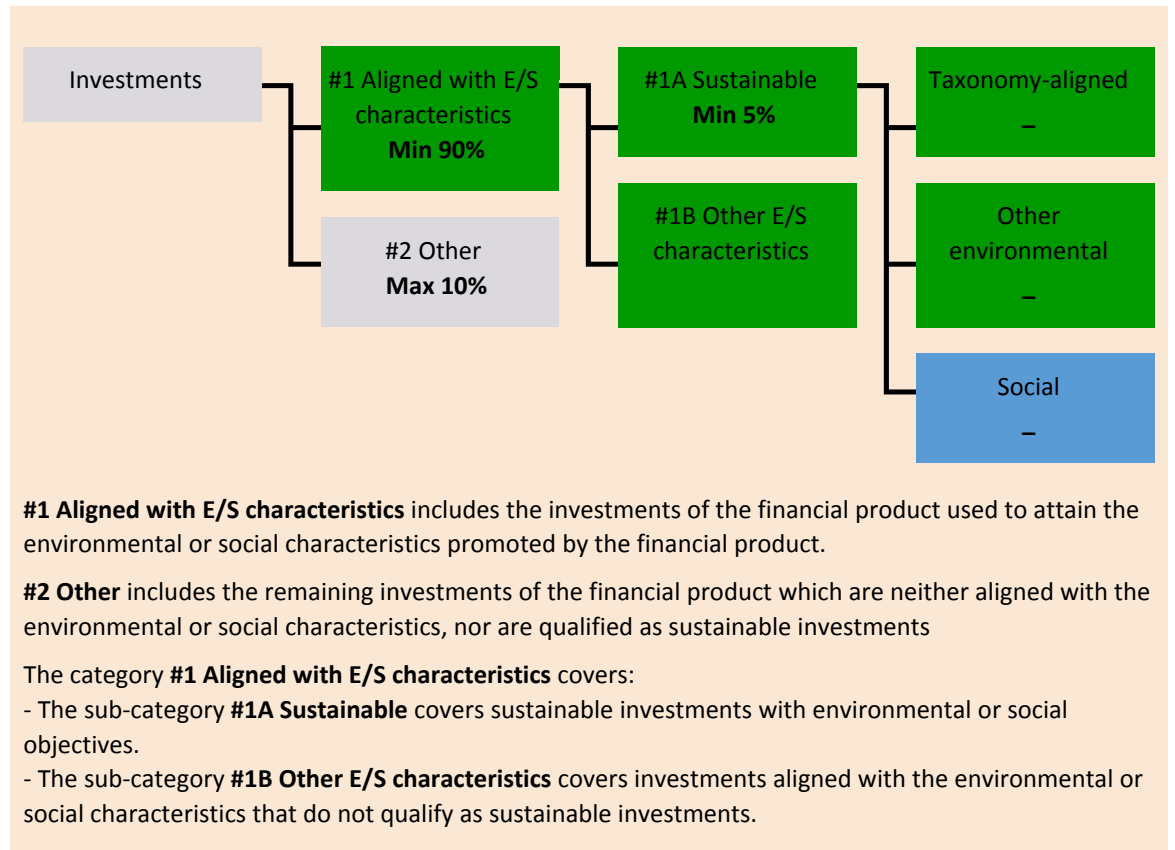 Investments
#1 Aligned with E/S
characteristics
Min 90%
#2 Other
Max 10%
#1A Sustainable
Min 5%
#1B Other E/S
characteristics
Taxonomy-aligned
–
Other
environmental
–
Social
–
#1 Aligned with E/S characteristics includes the investments of the financial product used to attain the
environmental or social characteristics promoted by the financial product.
#2 Other includes the remaining investments of the financial product which are neither aligned with the
environmental or social characteristics, nor are qualified as sustainable investments
The category #1 Aligned with E/S characteristics covers:
- The sub-category #1A Sustainable covers sustainable investments with environmental or social
objectives.
- The sub-category #1B Other E/S characteristics covers investments aligned with the environmental or
social characteristics that do not qualify as sustainable investments.